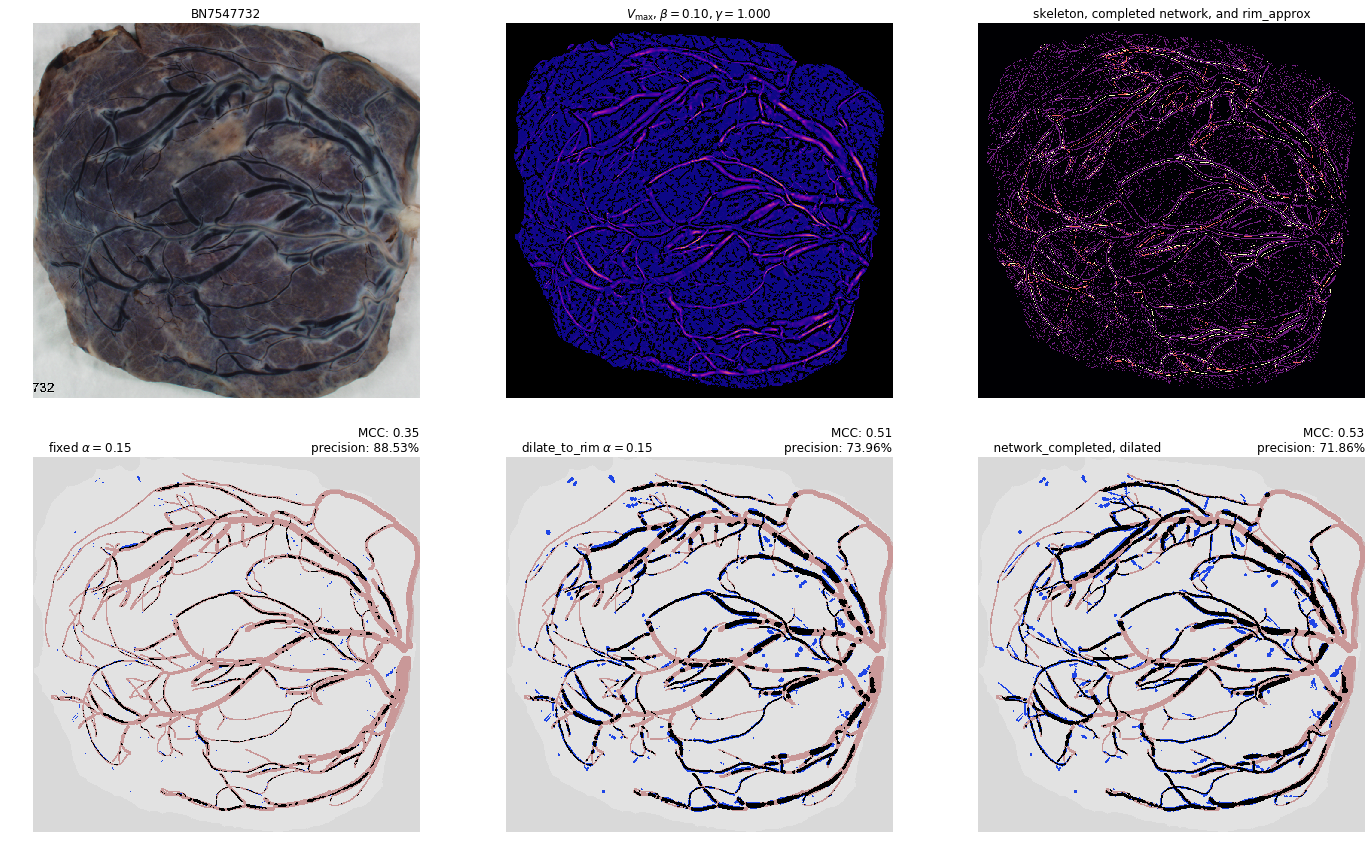 BN7547732
V_max, β = 0.10, γ = 1.000
skeleton, completed network, and rim_approx
732
MCC: 0.35
fixed α = 0.15 precision: 88.53%
MCC: 0.51
dilate_to_rim α = 0.15 precision: 73.96%
MCC: 0.53
network_completed, dilated precision: 71.86%